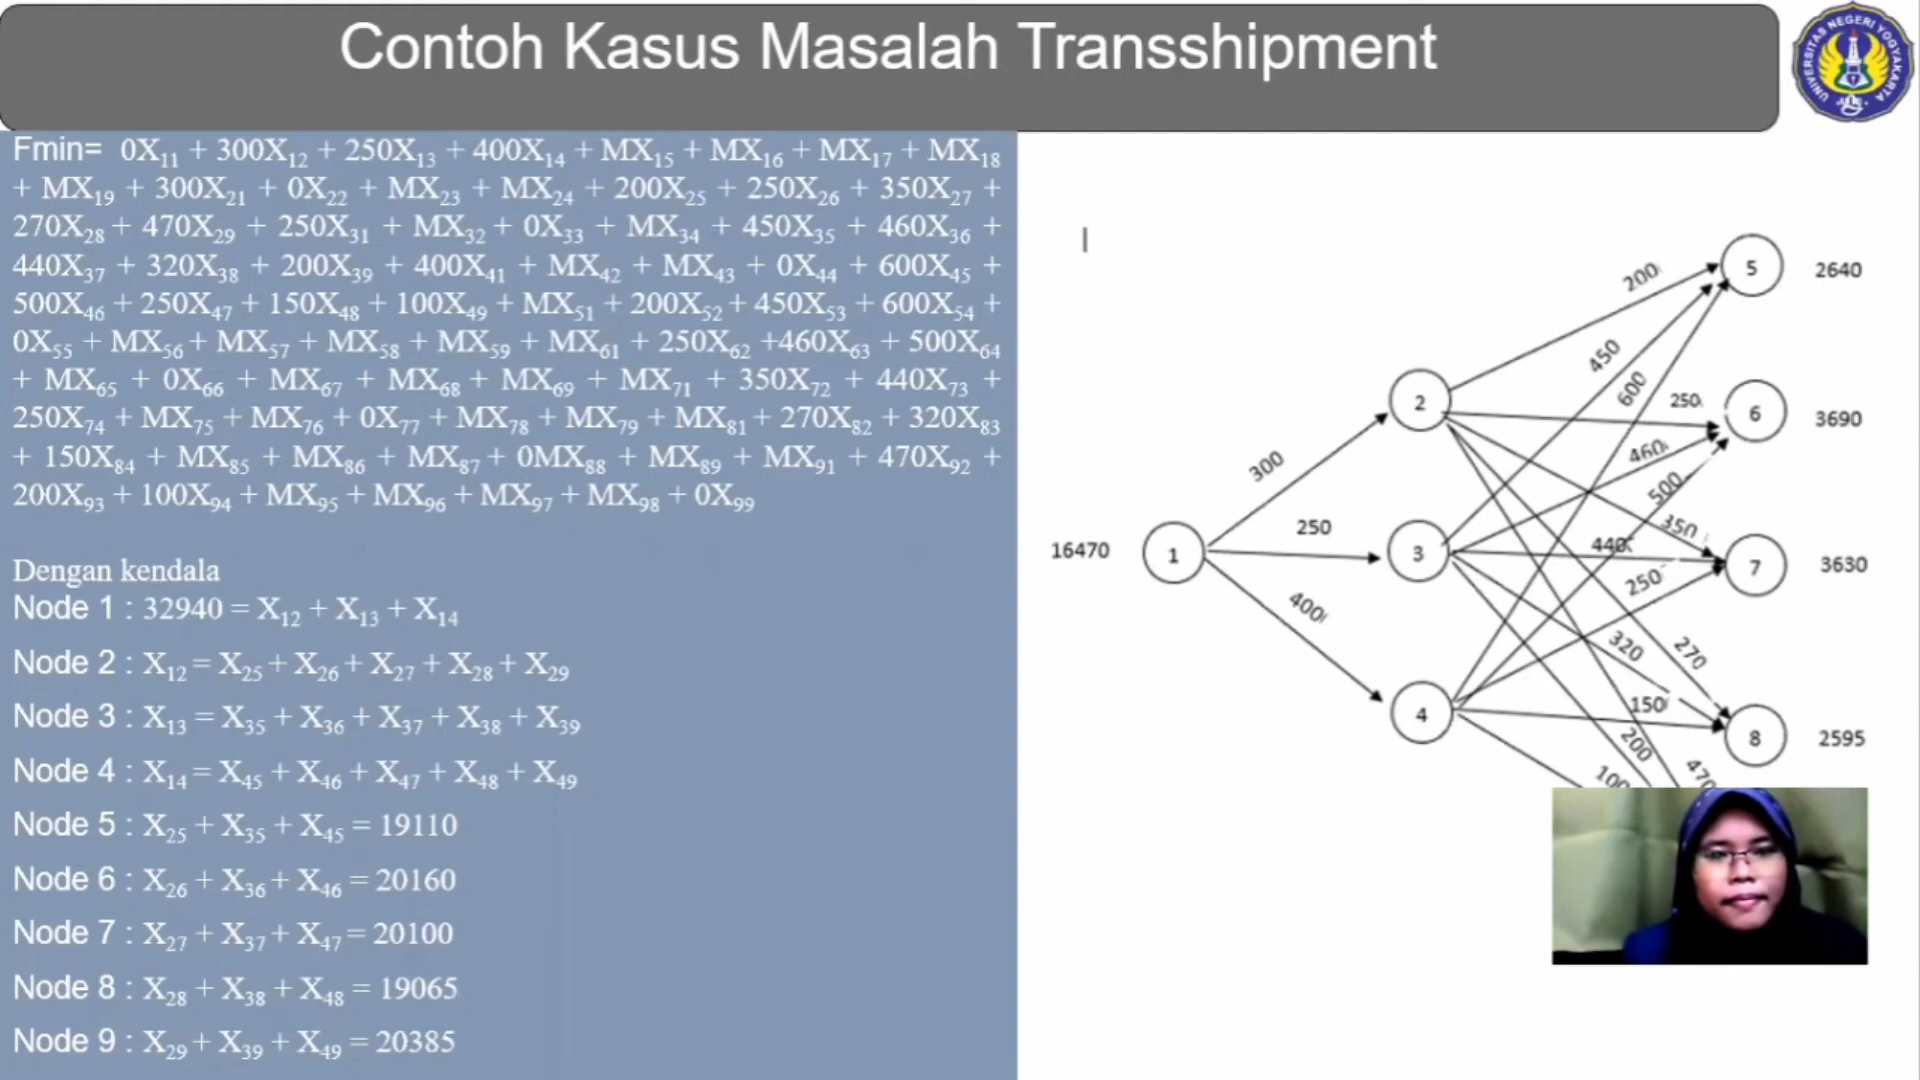 Contoh Kasus Masalah Transshipment
UNIVERSITAS NEGERI YOGYAKARTA
Fmin= 0X₁₁ + 300X₁₂ + 250X₁₃ + 400X₁₄ + MX₁₅ + MX₁₆ + MX₁₇ + MX₁₈
+ MX₁₉ + 300X₂₁ + 0X₂₂ + MX₂₃ + MX₂₄ + 200X₂₅ + 250X₂₆ + 350X₂₇ +
270X₂₈ + 470X₂₉ + 250X₃₁ + MX₃₂ + 0X₃₃ + MX₃₄ + 450X₃₅ + 460X₃₆ +
440X₃₇ + 320X₃₈ + 200X₃₉ + 400X₄₁ + MX₄₂ + MX₄₃ + 0X₄₄ + 600X₄₅ +
500X₄₆ + 250X₄₇ + 150X₄₈ + 100X₄₉ + MX₅₁ + 200X₅₂ + 450X₅₃ + 600X₅₄ +
0X₅₅ + MX₅₆ + MX₅₇ + MX₅₈ + MX₅₉ + MX₆₁ + 250X₆₂ +460X₆₃ + 500X₆₄
+ MX₆₅ + 0X₆₆ + MX₆₇ + MX₆₈ + MX₆₉ + MX₇₁ + 350X₇₂ + 440X₇₃ +
250X₇₄ + MX₇₅ + MX₇₆ + 0X₇₇ + MX₇₈ + MX₇₉ + MX₈₁ + 270X₈₂ + 320X₈₃
+ 150X₈₄ + MX₈₅ + MX₈₆ + MX₈₇ + 0MX₈₈ + MX₈₉ + MX₉₁ + 470X₉₂ +
200X₉₃ + 100X₉₄ + MX₉₅ + MX₉₆ + MX₉₇ + MX₉₈ + 0X₉₉
Dengan kendala
Node 1 : 32940 = X₁₂ + X₁₃ + X₁₄
Node 2 : X₁₂ = X₂₅ + X₂₆ + X₂₇ + X₂₈ + X₂₉
Node 3 : X₁₃ = X₃₅ + X₃₆ + X₃₇ + X₃₈ + X₃₉
Node 4 : X₁₄ = X₄₅ + X₄₆ + X₄₇ + X₄₈ + X₄₉
Node 5 : X₂₅ + X₃₅ + X₄₅ = 19110
Node 6 : X₂₆ + X₃₆ + X₄₆ = 20160
Node 7 : X₂₇ + X₃₇ + X₄₇ = 20100
Node 8 : X₂₈ + X₃₈ + X₄₈ = 19065
Node 9 : X₂₉ + X₃₉ + X₄₉ = 20385
5 2640
200
450
600
2
250
6 3690
460
500
300
350
16470 1
250
3
440
7 3630
250
400
320
270
4
150
8 2595
200
470
100